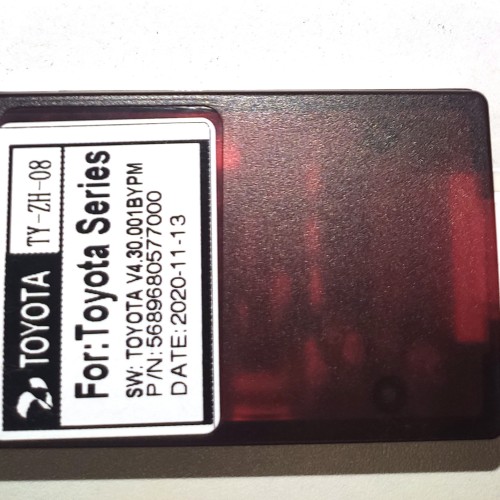 TOYOTA TY-ZH-08
For:Toyota Series
SW: TOYOTA V4.30.001BYPM
P/N:5689680577000
DATE:2020-11-13